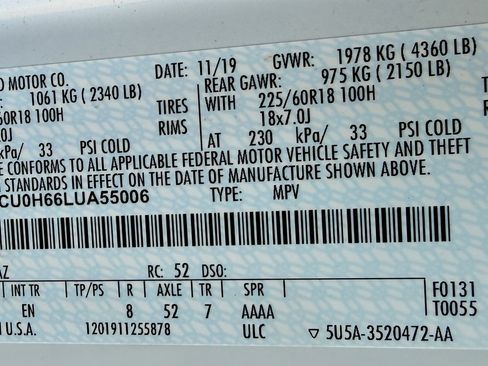 D MOTOR CO. DATE: 11/19 GVWR: 1978 KG ( 4360 LB)
1061 KG ( 2340 LB) REAR GAWR: 975 KG ( 2150 LB)
60R18 100H TIRES WITH 225/60R18 100H TIRE
.0J RIMS 18x7.0J RI
kPa/ 33 PSI COLD AT 230 kPa/ 33 PSI COLD
E CONFORMS TO ALL APPLICABLE FEDERAL MOTOR VEHICLE SAFETY AND THEFT
N STANDARDS IN EFFECT ON THE DATE OF MANUFACTURE SHOWN ABOVE.
CU0H66LUA55006 TYPE: MPV
AZ RC: 52 DSO:
INT TR TP/PS R AXLE TR SPR F0131
EN 8 52 7 AAAA T0055
U.S.A. 1201911255878 ULC ▽ 5U5A-3520472-AA